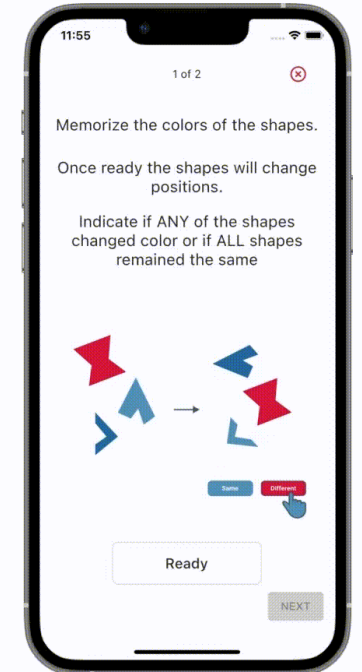 11:55
1 of 2
Memorize the colors of the shapes.
Once ready the shapes will change
positions.
Indicate if ANY of the shapes
changed color or if ALL shapes
remained the same
Same
Different
Ready
NEXT